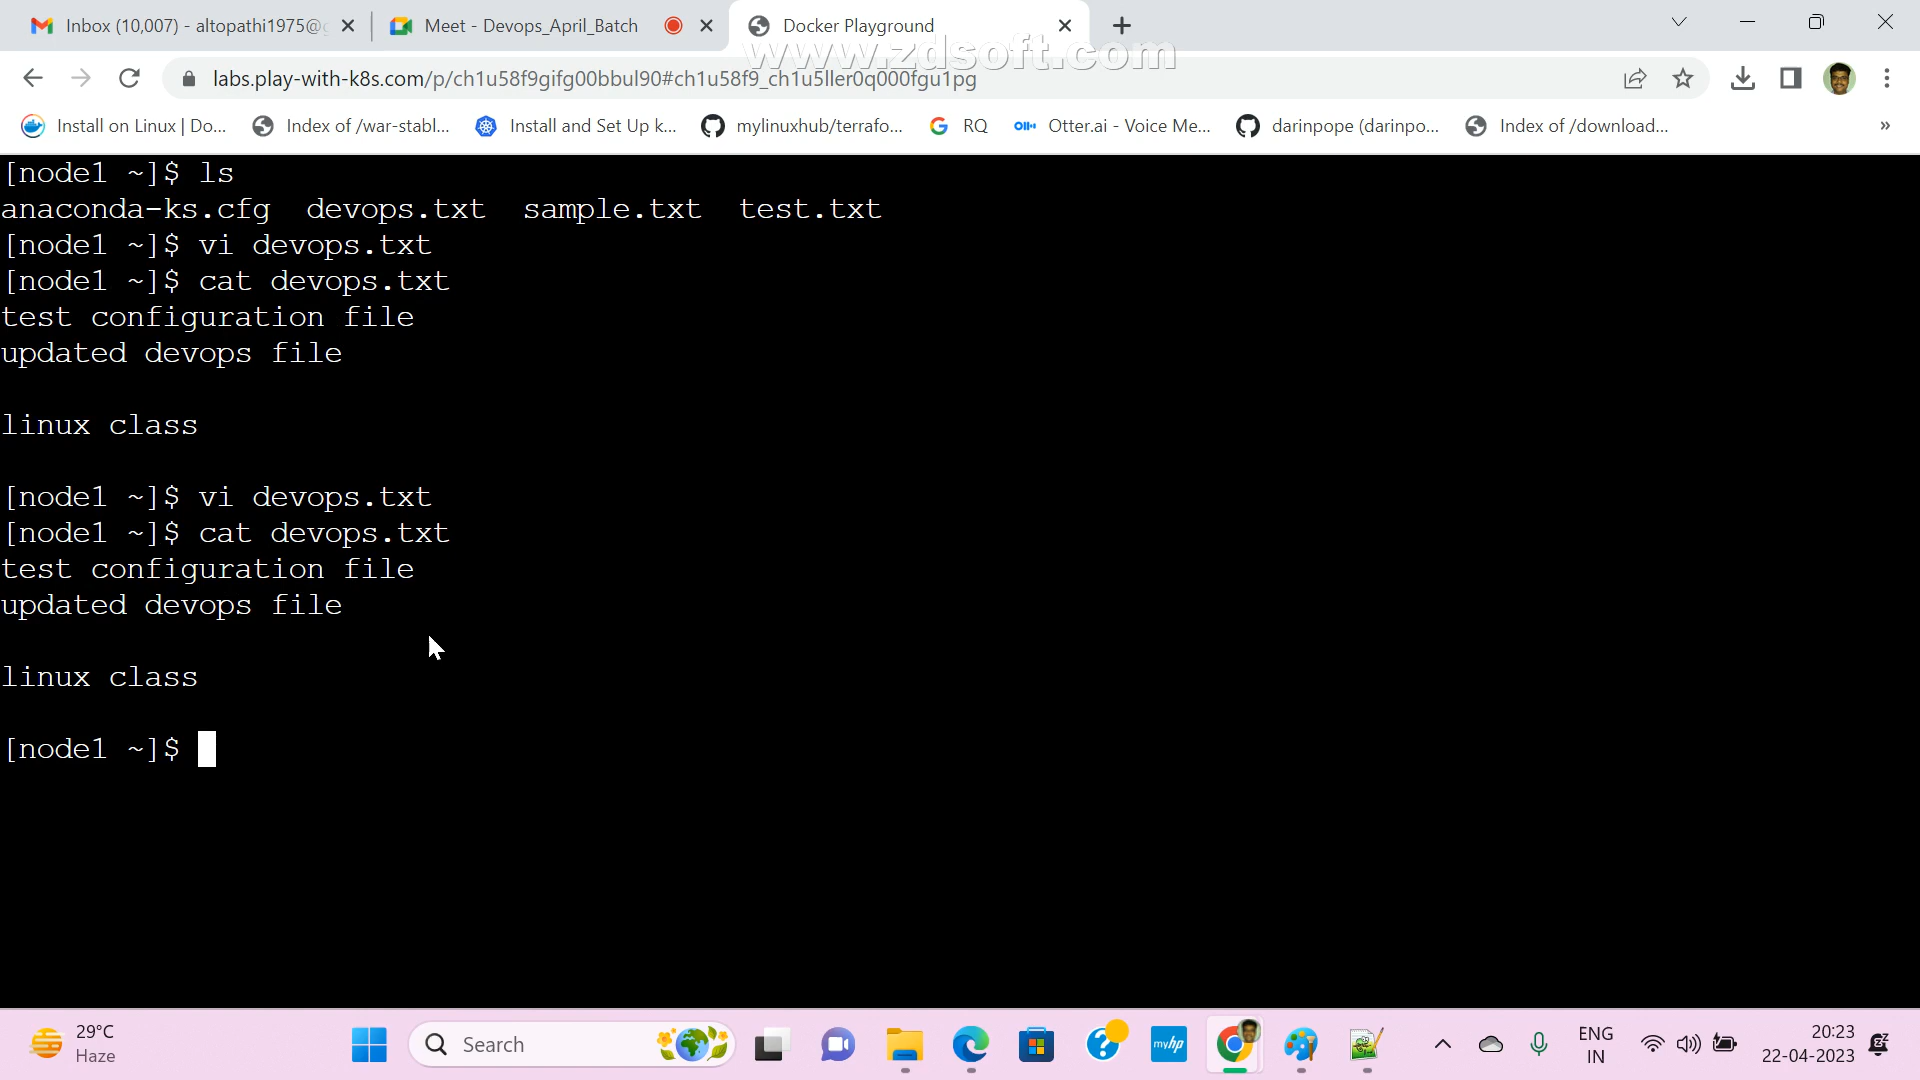 Inbox (10,007) - altopathi1975@g
Meet - Devops_April_Batch
Docker Playground
www.zdsoft.com
labs.play-with-k8s.com/p/ch1u58f9gifg00bbul90#ch1u58f9_ch1u5ller0q000fgu1pg
Install on Linux | Do...
Index of /war-stabl...
Install and Set Up k...
mylinuxhub/terrafo...
RQ
Otter.ai - Voice Me...
darinpope (darinpo...
Index of /download...
»
[node1 ~]$ ls
anaconda-ks.cfg  devops.txt  sample.txt  test.txt
[node1 ~]$ vi devops.txt
[node1 ~]$ cat devops.txt
test configuration file
updated devops file
linux class
[node1 ~]$ vi devops.txt
[node1 ~]$ cat devops.txt
test configuration file
updated devops file
linux class
[node1 ~]$
29°C
Haze
Search
myhp
ENG
IN
20:23
22-04-2023